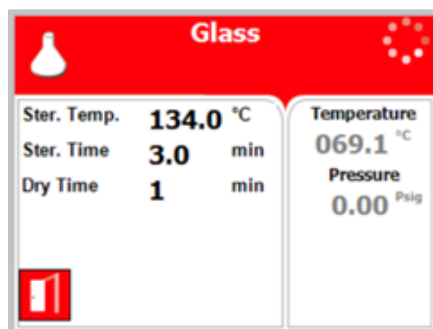 Glass
Ster. Temp. 134.0 °C
Ster. Time 3.0 min
Dry Time 1 min
Temperature
069.1 °C
Pressure
0.00 Psig